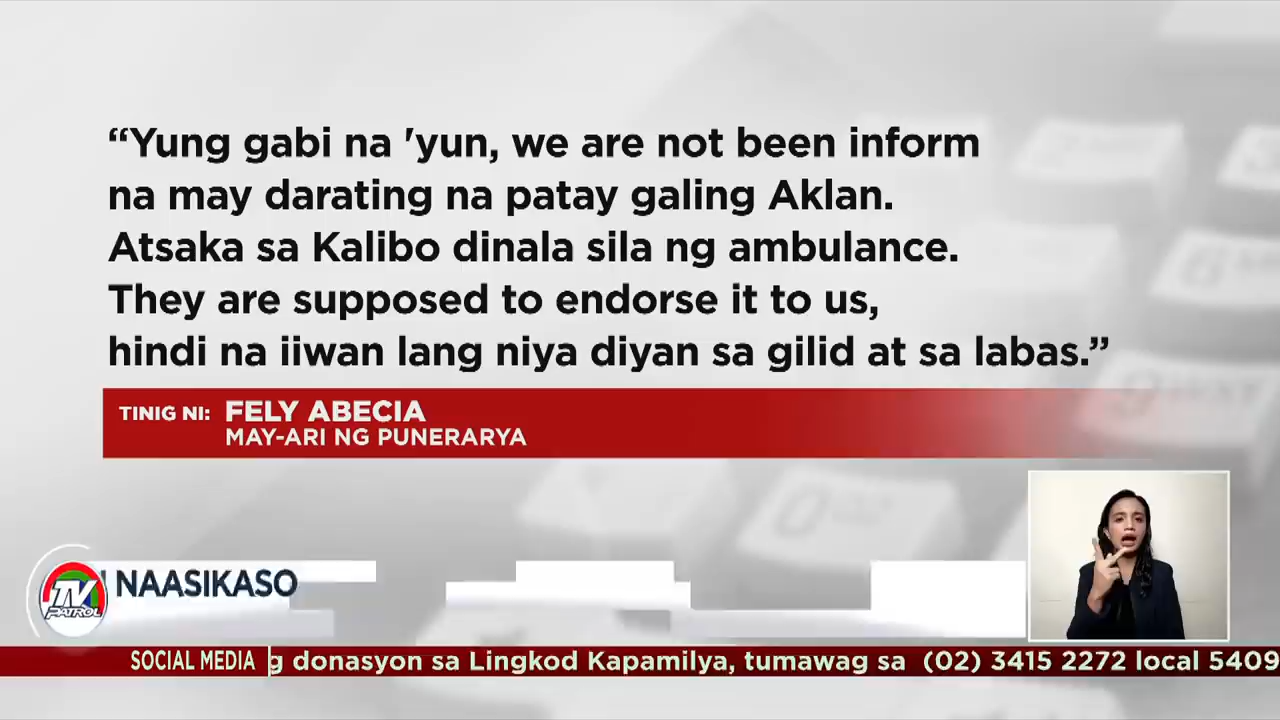 “Yung gabi na 'yun, we are not been inform
na may darating na patay galing Aklan.
Atsaka sa Kalibo dinala sila ng ambulance.
They are supposed to endorse it to us,
hindi na iiwan lang niya diyan sa gilid at sa labas.”
TINIG NI: FELY ABECIA
MAY-ARI NG PUNERARYA
NAASIKASO
TV PATROL
SOCIAL MEDIA g donasyon sa Lingkod Kapamilya, tumawag sa (02) 3415 2272 local 5409